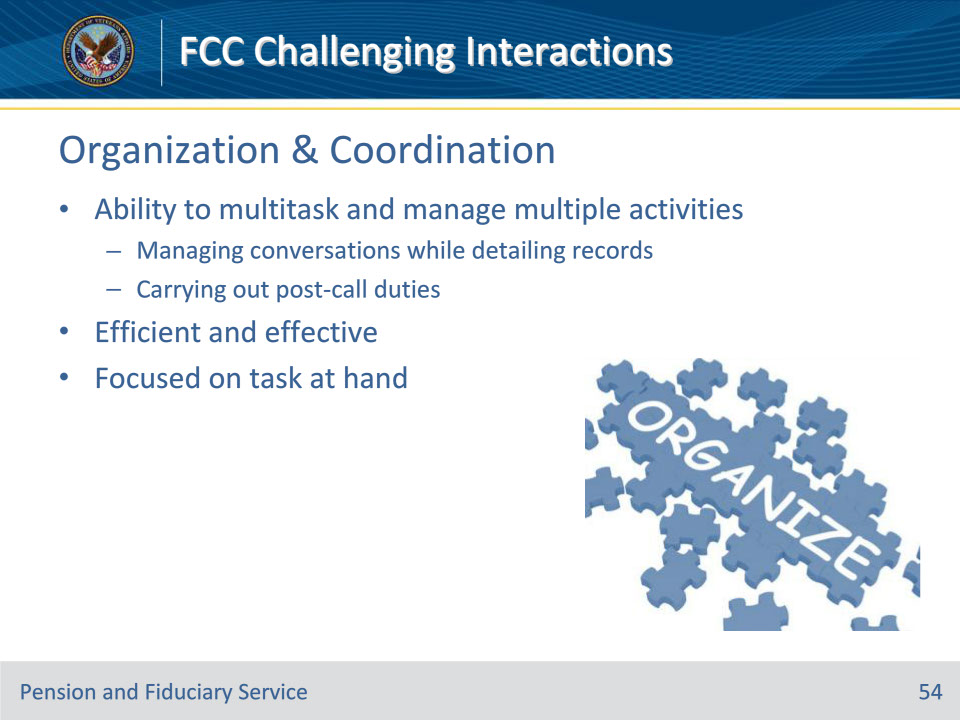 FCC Challenging Interactions
Organization & Coordination
• Ability to multitask and manage multiple activities
– Managing conversations while detailing records
– Carrying out post-call duties
• Efficient and effective
• Focused on task at hand
ORGANIZE
Pension and Fiduciary Service
54